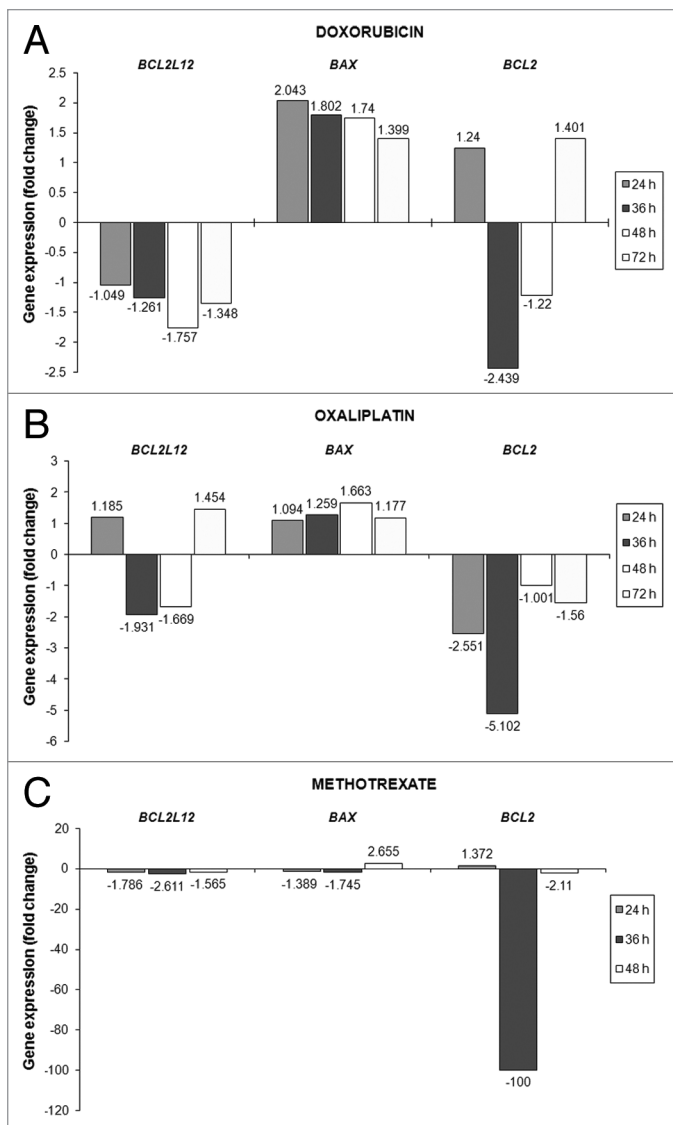 A
DOXORUBICIN
BCL2L12 BAX BCL2
Gene expression (fold change)
2.5
2
1.5
1
0.5
0
-0.5
-1
-1.5
-2
-2.5
-1.049
-1.261
-1.757
-1.348
2.043
1.802
1.74
1.399
1.24
-2.439
-1.22
1.401
24 h
36 h
48 h
72 h
B
OXALIPLATIN
BCL2L12 BAX BCL2
Gene expression (fold change)
3
2
1
0
-1
-2
-3
-4
-5
-6
1.185
-1.931
-1.669
1.454
1.094
1.259
1.663
1.177
-2.551
-5.102
-1.001
-1.56
24 h
36 h
48 h
72 h
C
METHOTREXATE
BCL2L12 BAX BCL2
Gene expression (fold change)
20
0
-20
-40
-60
-80
-100
-120
-1.786
-2.611
-1.565
-1.389
-1.745
2.655
1.372
-100
-2.11
24 h
36 h
48 h